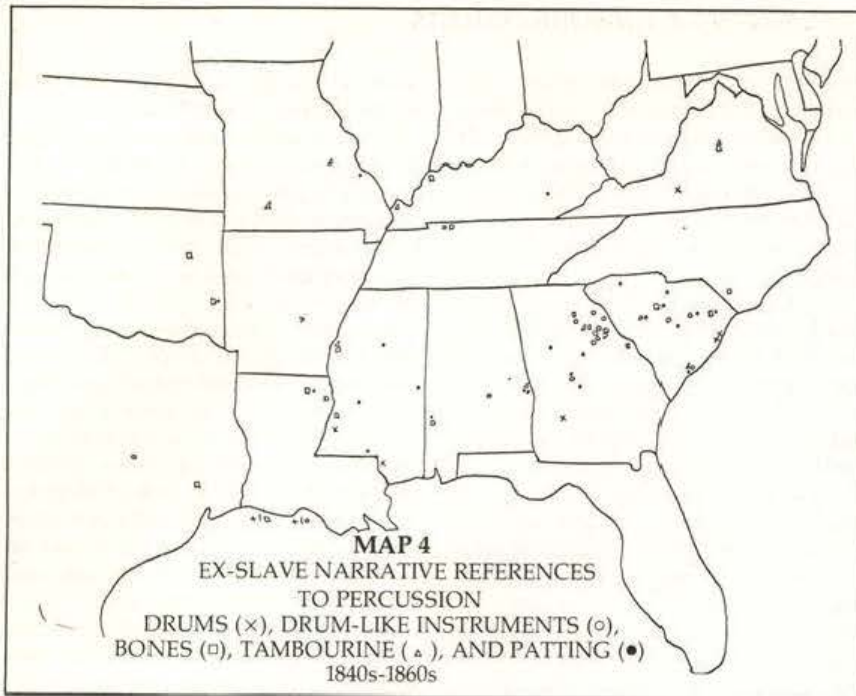 MAP 4
EX-SLAVE NARRATIVE REFERENCES
TO PERCUSSION
DRUMS (×), DRUM-LIKE INSTRUMENTS (○),
BONES (□), TAMBOURINE (▵), AND PATTING (●)
1840s-1860s